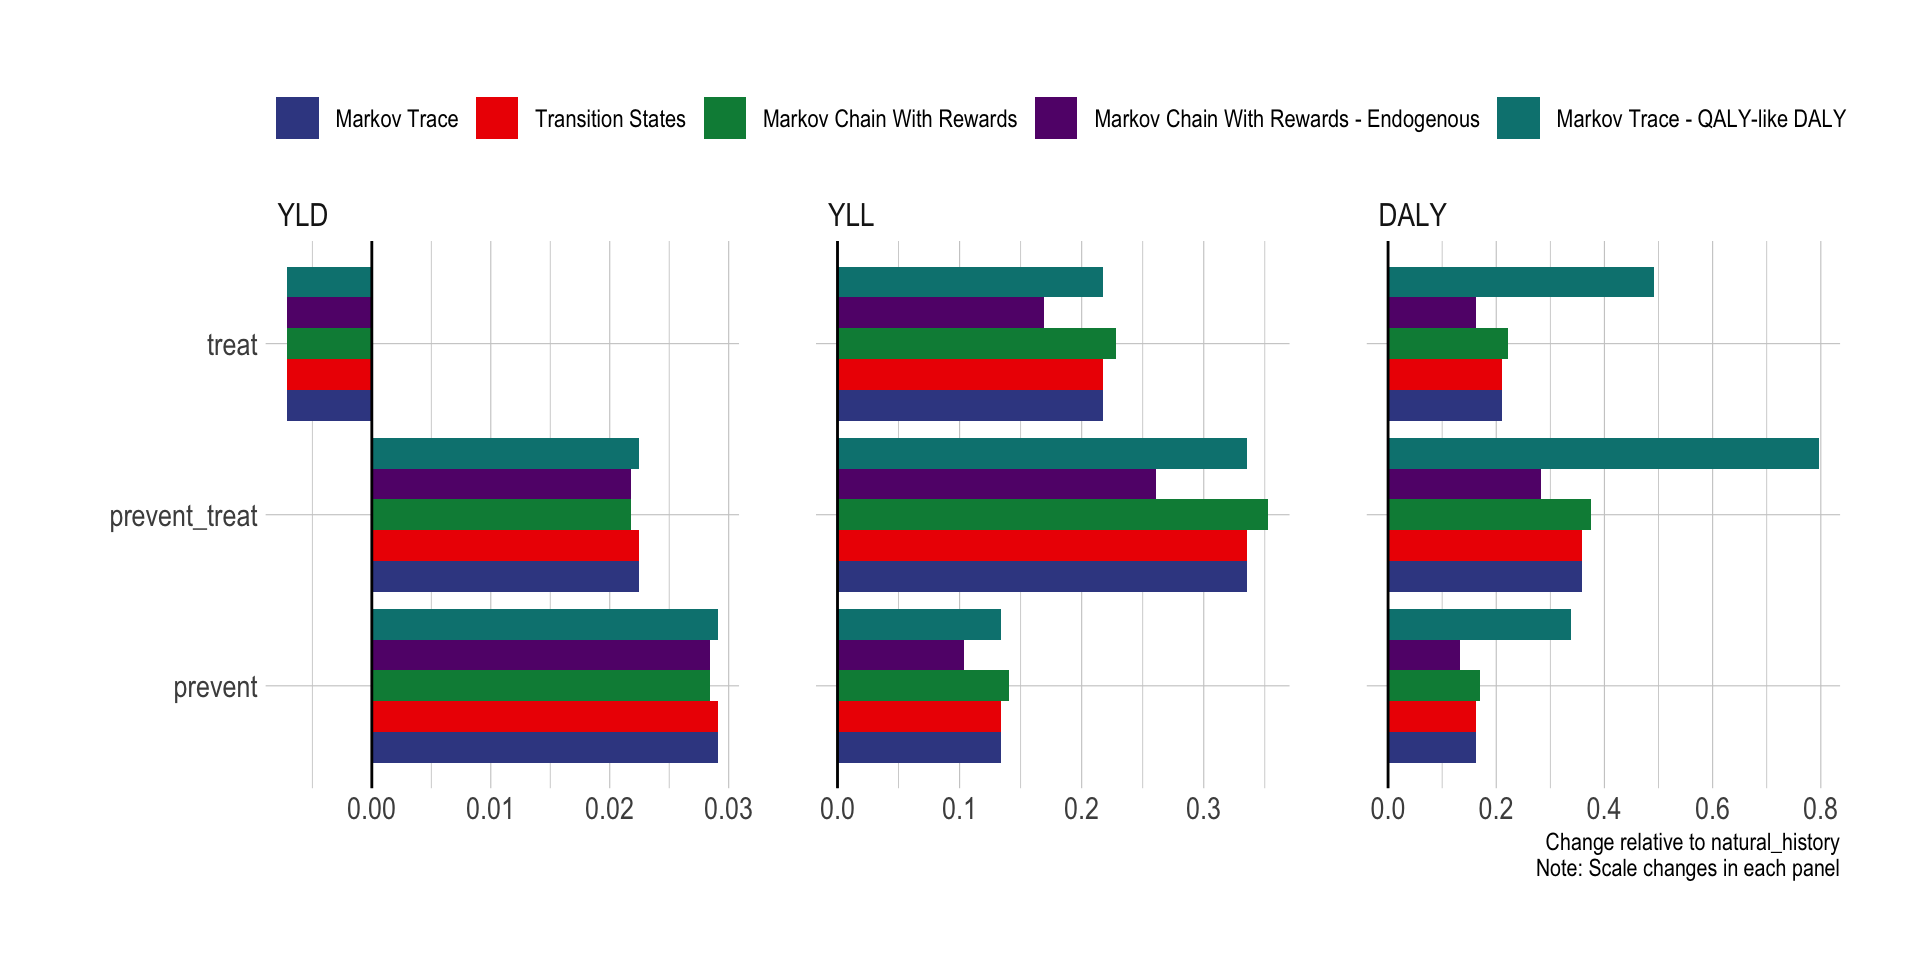 Markov Trace Transition States Markov Chain With Rewards Markov Chain With Rewards - Endogenous Markov Trace - QALY-like DALY
YLD YLL DALY
treat
prevent_treat
prevent
0.00 0.01 0.02 0.03 0.0 0.1 0.2 0.3 0.0 0.2 0.4 0.6 0.8
Change relative to natural_history
Note: Scale changes in each panel